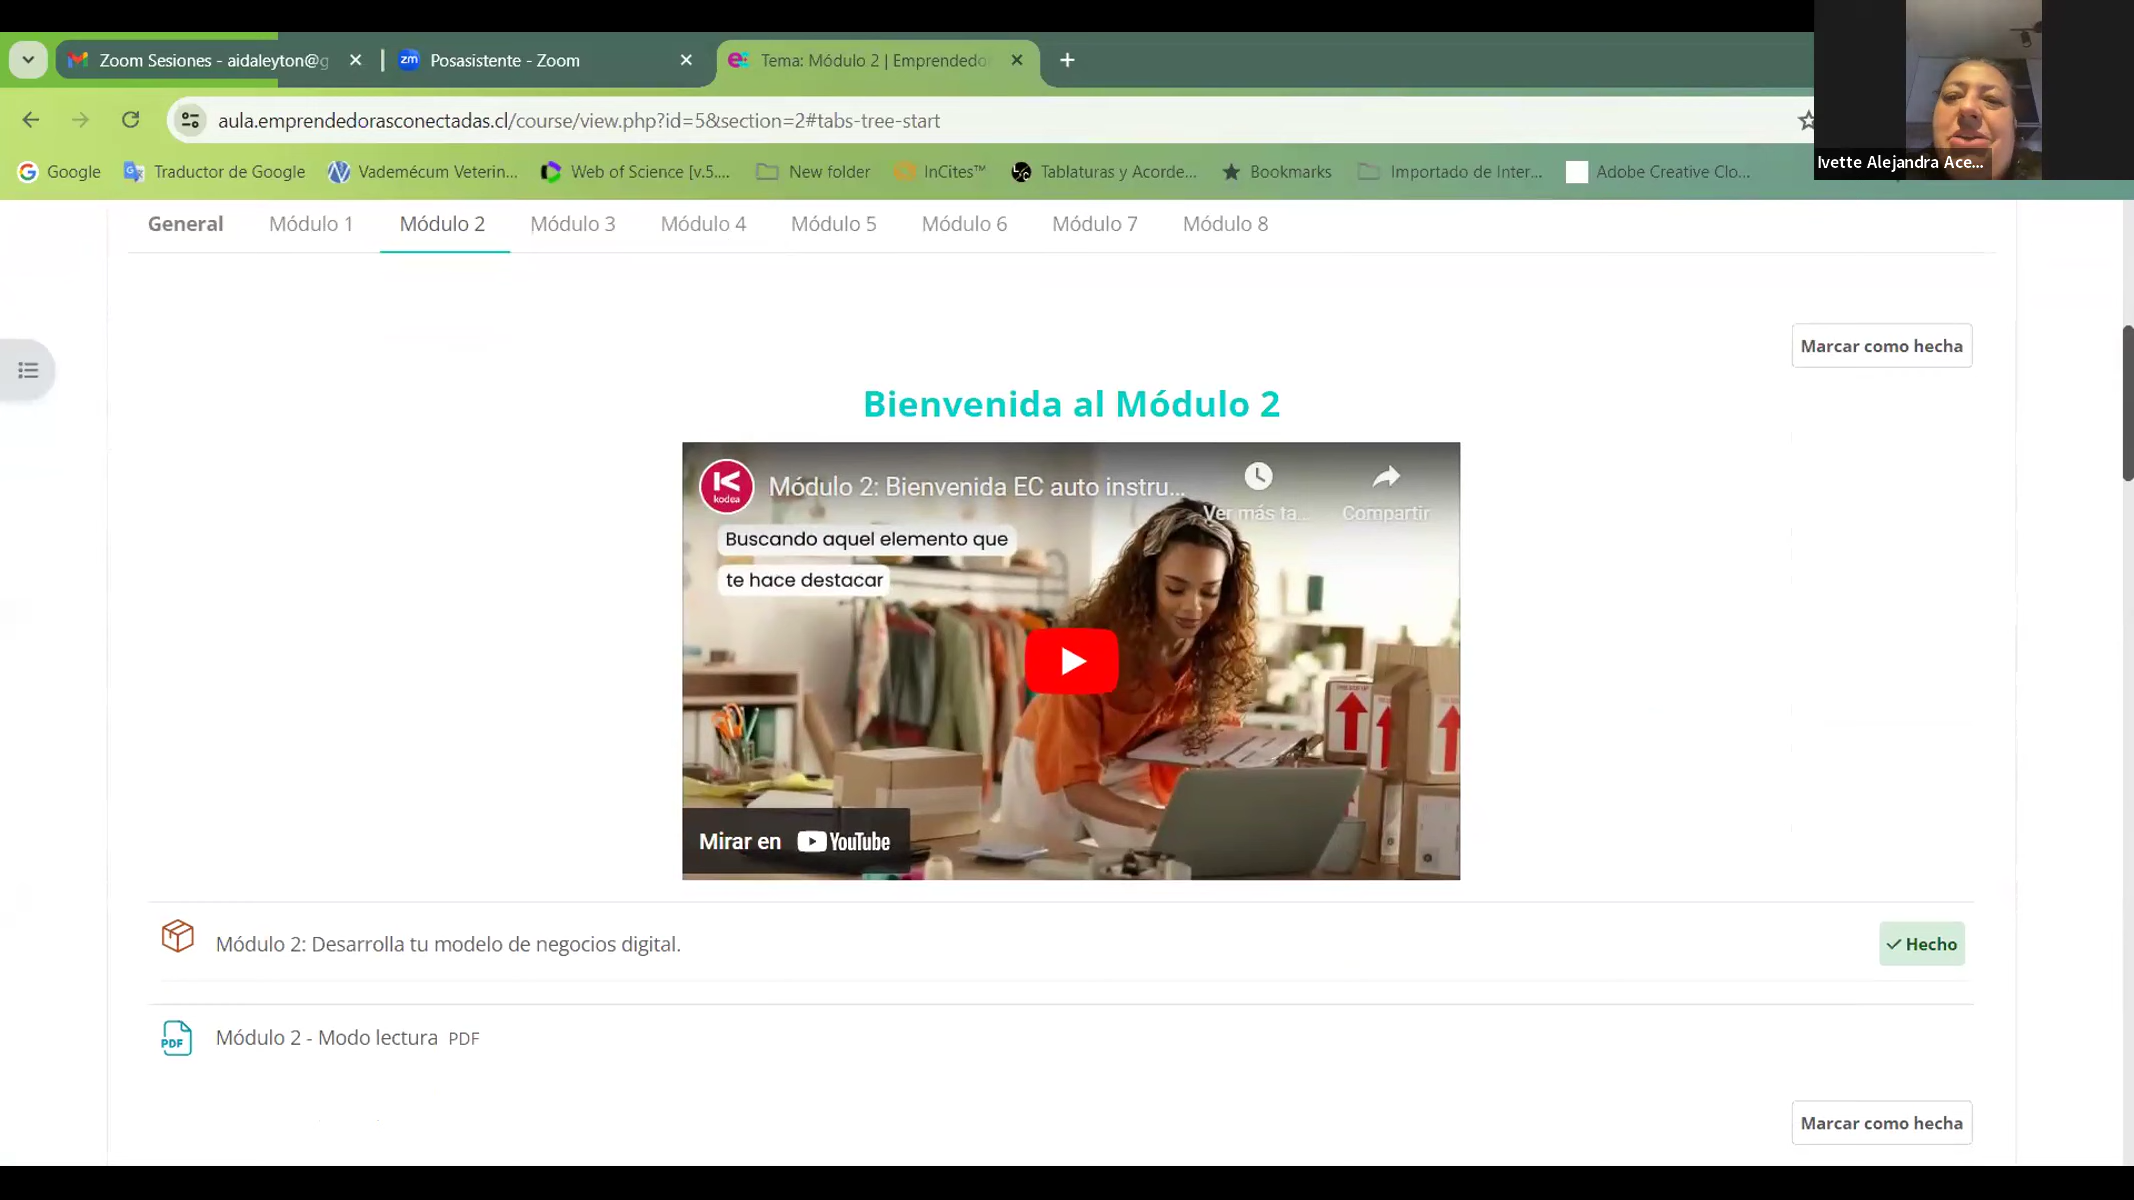 Zoom Sesiones - aidaleyton@g
Posasistente - Zoom
Tema: Módulo 2 | Emprendedo
aula.emprendedorasconectadas.cl/course/view.php?id=5&section=2#tabs-tree-start
Ivette Alejandra Ace...
Google
Traductor de Google
Vademécum Veterin...
Web of Science [v.5....
New folder
InCites™
Tablaturas y Acorde...
Bookmarks
Importado de Inter...
Adobe Creative Clo...
General
Módulo 1
Módulo 2
Módulo 3
Módulo 4
Módulo 5
Módulo 6
Módulo 7
Módulo 8
Marcar como hecha
Bienvenida al Módulo 2
kodea
Módulo 2: Bienvenida EC auto instru...
Ver más ta...
Compartir
Buscando aquel elemento que
te hace destacar
Mirar en YouTube
Módulo 2: Desarrolla tu modelo de negocios digital.
Hecho
PDF
Módulo 2 - Modo lectura PDF
Marcar como hecha